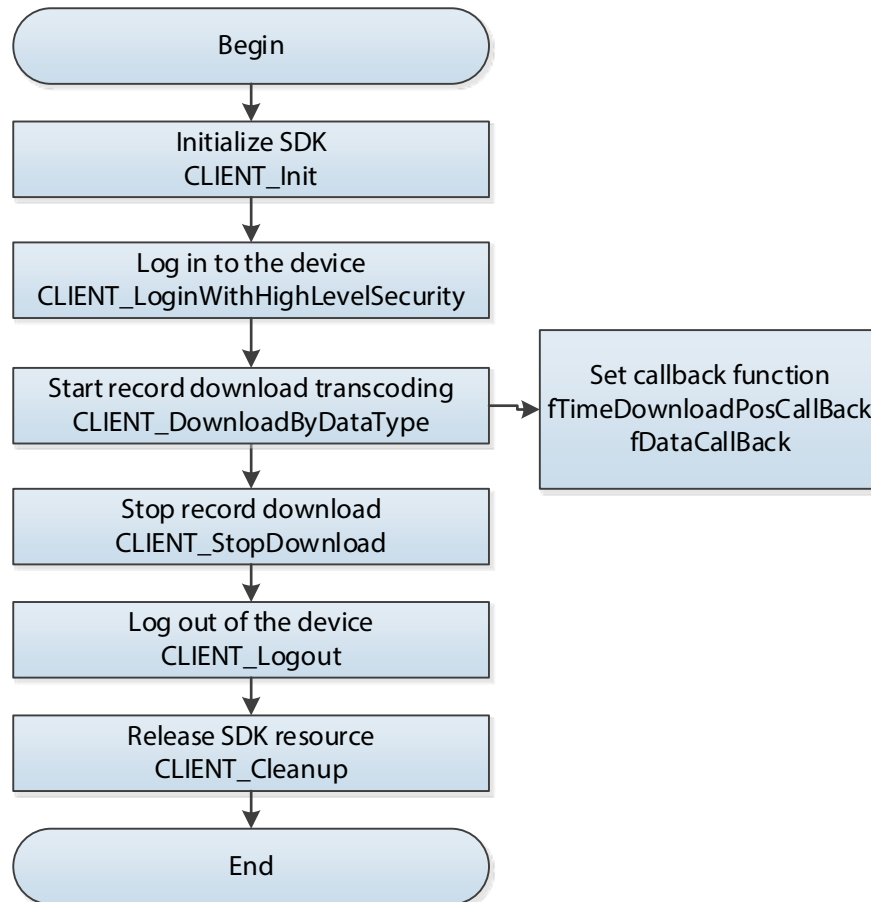 Begin
Initialize SDK
CLIENT_Init
Log in to the device
CLIENT_LoginWithHighLevelSecurity
Start record download transcoding
CLIENT_DownloadByDataType
Set callback function
fTimeDownloadPosCallBack
fDataCallBack
Stop record download
CLIENT_StopDownload
Log out of the device
CLIENT_Logout
Release SDK resource
CLIENT_Cleanup
End